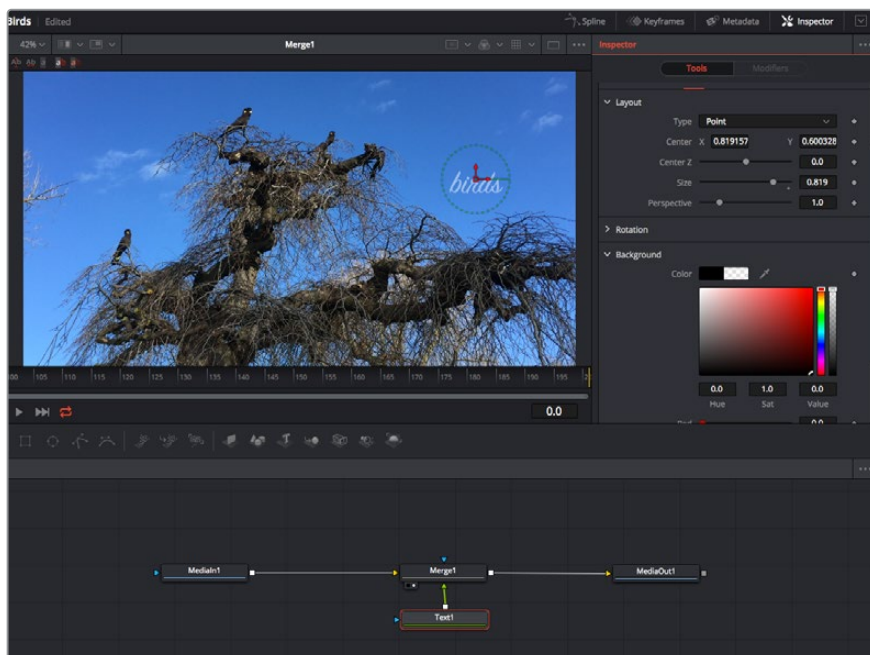 Birds Edited Spline Keyframes Metadata Inspector
42% Merge1 Inspector
Tools Modifiers
birds
Layout
Type Point
Center X 0.819157 Y 0.600328
Center Z 0.0
Size 0.819
Perspective 1.0
Rotation
Background
Color
105 110 115 120 125 130 135 140 145 150 155 160 165 170 175 180 185 190 195
0.0 1.0 0.0
Hue Sat Value
0.0
MediaIn1 Merge1 MediaOut1
Text1